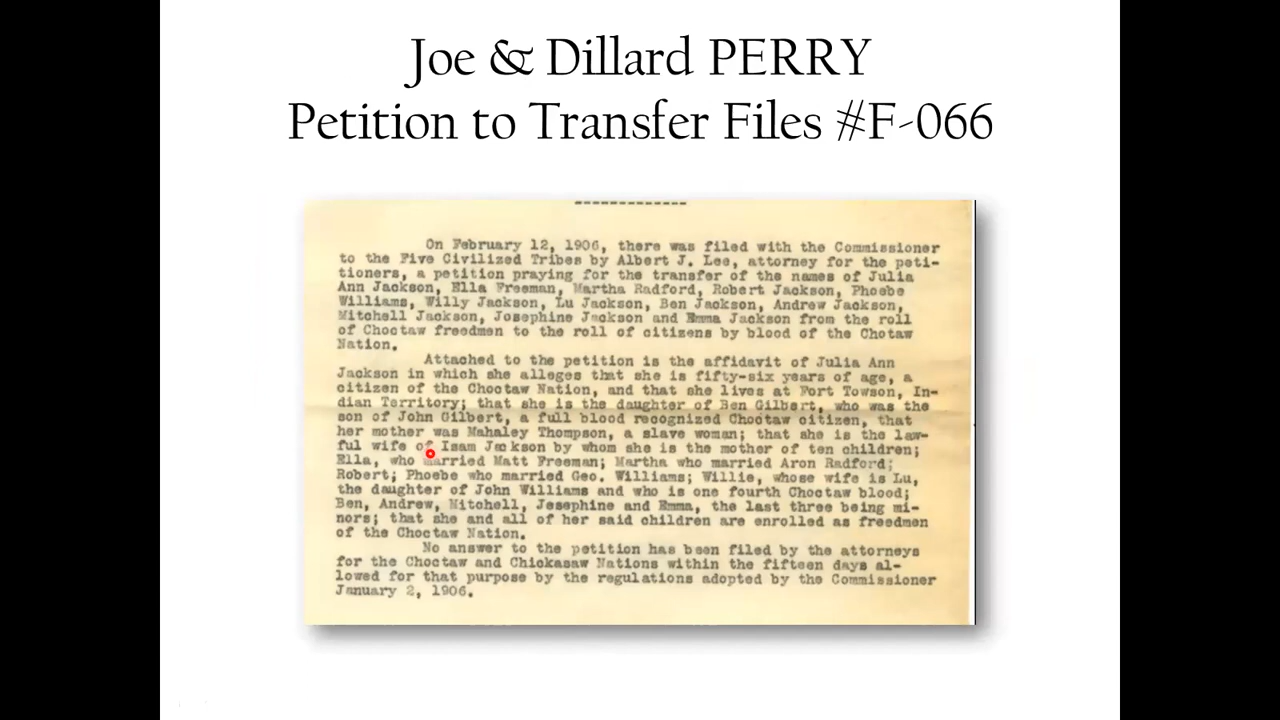 Joe & Dillard PERRY
Petition to Transfer Files #F-066
On February 12, 1906, there was filed with the Commissioner
to the Five Civilized Tribes by Albert J. Lee, attorney for the peti-
tioners, a petition praying for the transfer of the names of Julia
Ann Jackson, Ella Freeman, Martha Radford, Robert Jackson, Phoebe
Williams, Willy Jackson, Lu Jackson, Ben Jackson, Andrew Jackson,
Mitchell Jackson, Josephine Jackson and Emma Jackson from the roll
of Choctaw freedmen to the roll of citizens by blood of the Chotaw
Nation.
Attached to the petition is the affidavit of Julia Ann
Jackson in which she alleges that she is fifty-six years of age, a
citizen of the Choctaw Nation, and that she lives at Fort Towson, In-
dian Territory; that she is the daughter of Ben Gilbert, who was the
son of John Gilbert, a full blood recognized Choctaw citizen, that
her mother was Mahaley Thompson, a slave woman; that she is the law-
ful wife of Isam Jackson by whom she is the mother of ten children;
Ella, who married Matt Freeman; Martha who married Aron Radford;
Robert; Phoebe who married Geo. Williams; Willie, whose wife is Lu,
the daughter of John Williams and who is one fourth Choctaw blood;
Ben, Andrew, Mitchell, Josephine and Emma, the last three being mi-
nors; that she and all of her said children are enrolled as freedmen
of the Choctaw Nation.
No answer to the petition has been filed by the attorneys
for the Choctaw and Chickasaw Nations within the fifteen days al-
lowed for that purpose by the regulations adopted by the Commissioner
January 2, 1906.